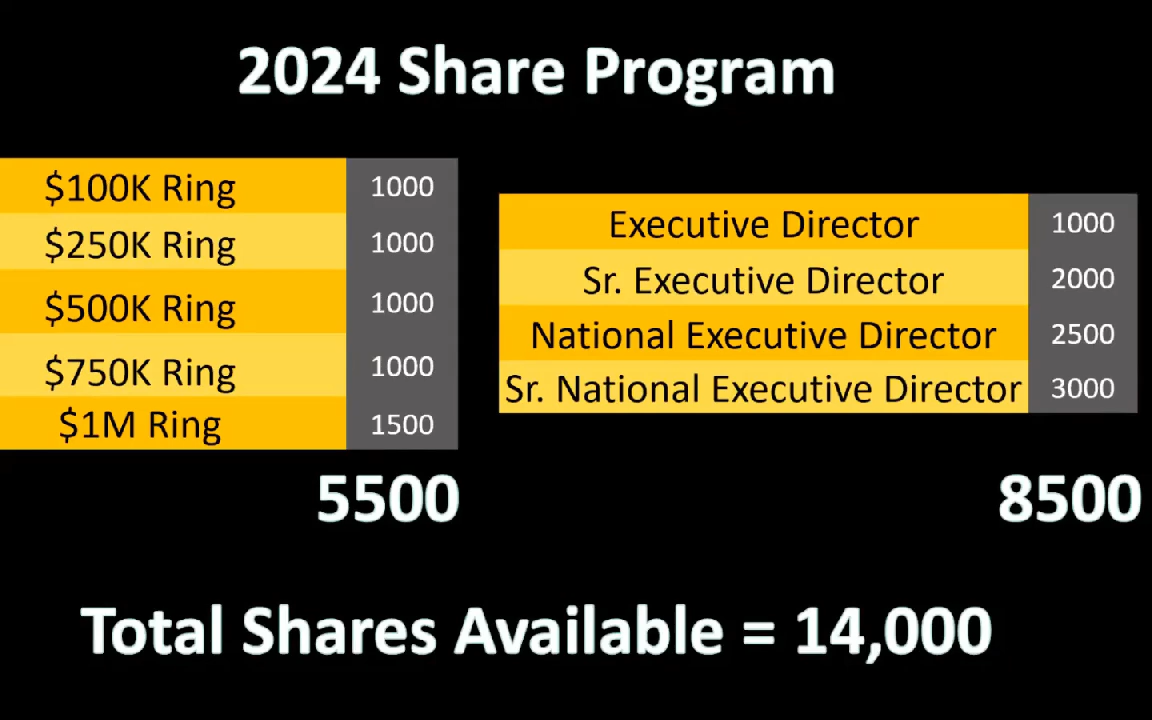 2024 Share Program
$100K Ring 1000
$250K Ring 1000
$500K Ring 1000
$750K Ring 1000
$1M Ring 1500
5500
Executive Director 1000
Sr. Executive Director 2000
National Executive Director 2500
Sr. National Executive Director 3000
8500
Total Shares Available = 14,000